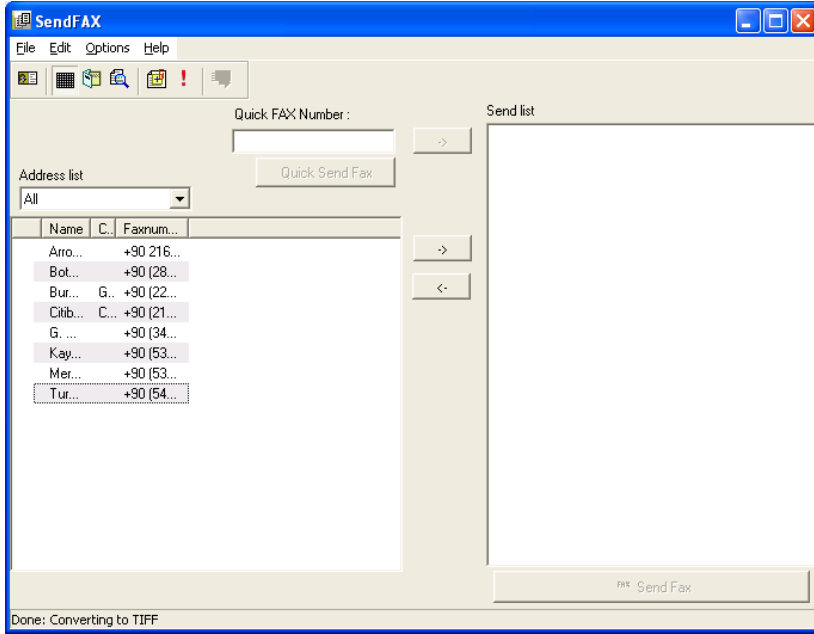 SendFAX
File Edit Options Help
Quick FAX Number :
->
Quick Send Fax
Send list
Address list
All
Name C.. Faxnum...
Arro... +90 216...
Bot... +90 (28...
Bur... G.. +90 (22...
Citib... C... +90 (21...
G. ... +90 (34...
Kay... +90 (53...
Mer... +90 (53...
Tur... +90 (54...
->
<-
FAX Send Fax
Done: Converting to TIFF